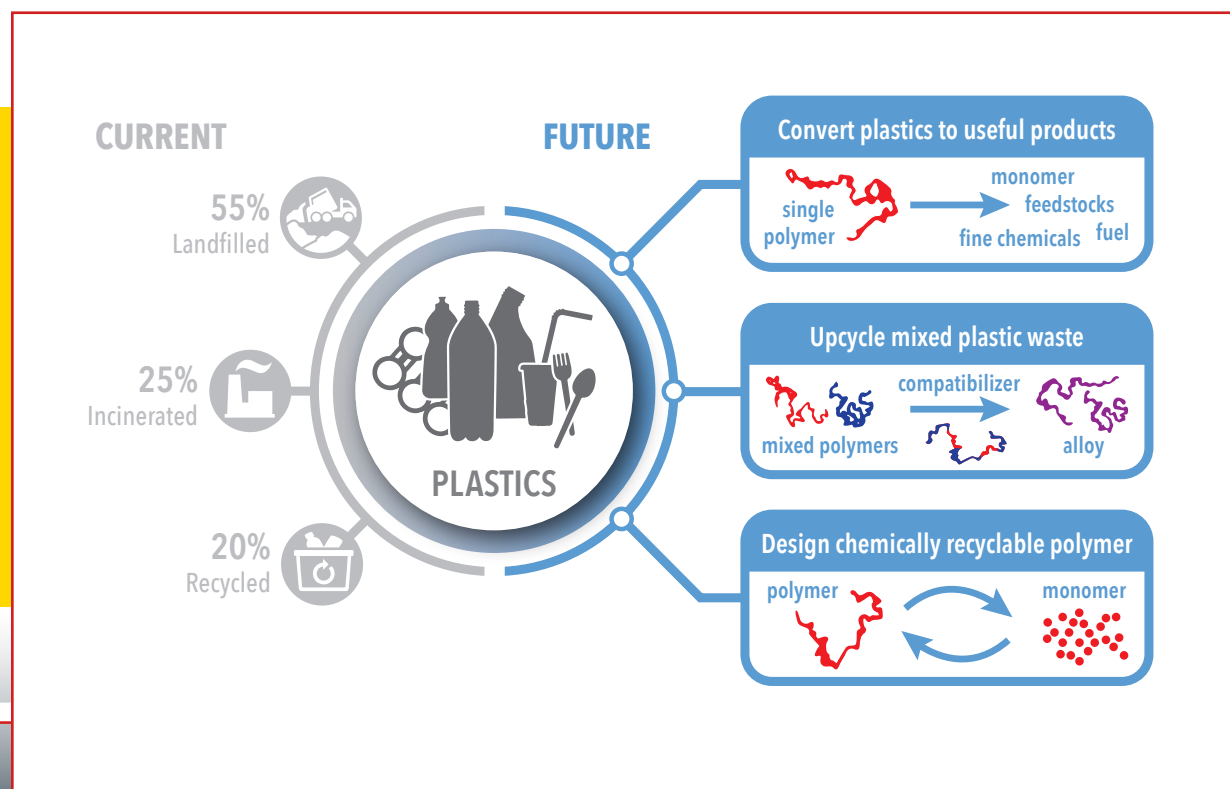 CURRENT
55%
Landfilled
25%
Incinerated
20%
Recycled
PLASTICS
FUTURE
Convert plastics to useful products
single
polymer
monomer
feedstocks
fine chemicals
fuel
Upcycle mixed plastic waste
mixed polymers
compatibilizer
alloy
Design chemically recyclable polymer
polymer
monomer